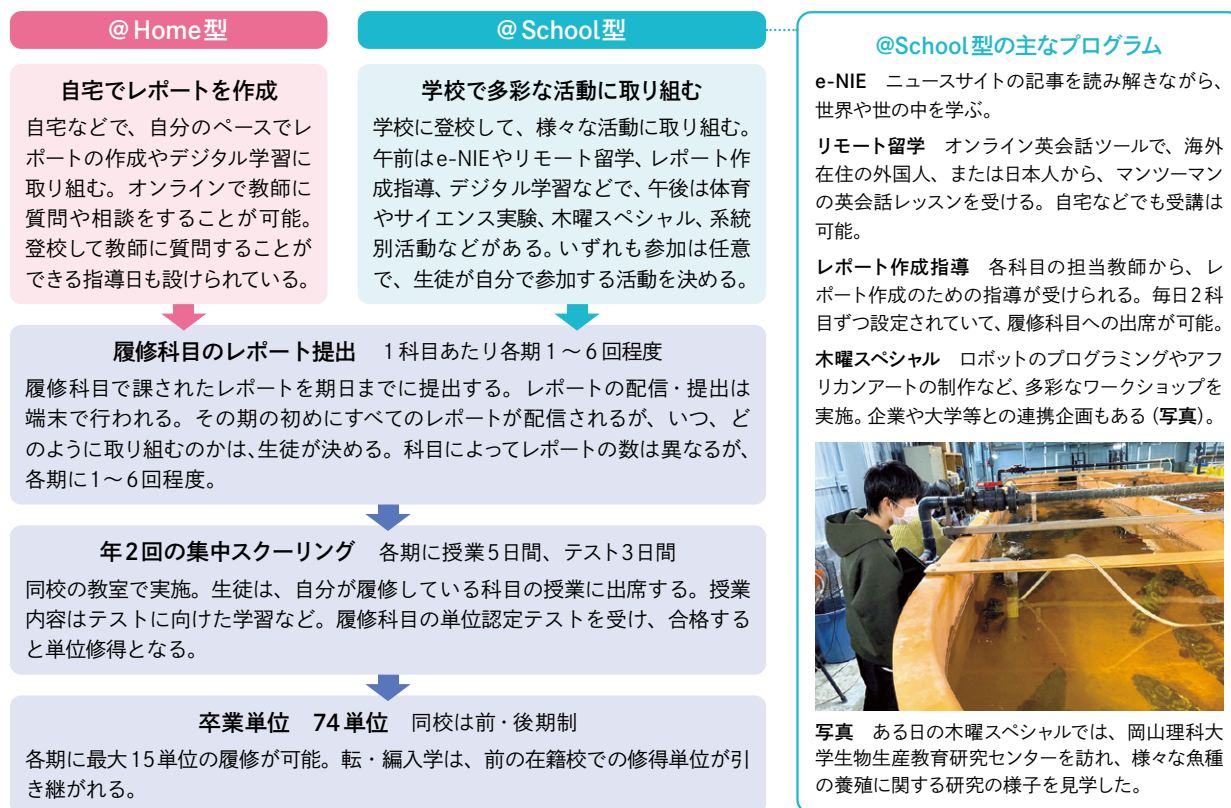 @Home型
自宅でレポートを作成
自宅などで、自分のペースでレ
ポートの作成やデジタル学習に
取り組む。オンラインで教師に
質問や相談をすることが可能。
登校して教師に質問することが
できる指導日も設けられている。
@School型
学校で多彩な活動に取り組む
学校に登校して、様々な活動に取り組む。
午前はe-NIEやリモート留学、レポート作
成指導、デジタル学習などで、午後は体育
やサイエンス実験、木曜スペシャル、系統
別活動などがある。いずれも参加は任意
で、生徒が自分で参加する活動を決める。
履修科目のレポート提出 1科目あたり各期1〜6回程度
履修科目で課されたレポートを期日までに提出する。レポートの配信・提出は
端末で行われる。その期の初めにすべてのレポートが配信されるが、いつ、ど
のように取り組むのかは、生徒が決める。科目によってレポートの数は異なるが、
各期に1〜6回程度。
年2回の集中スクーリング 各期に授業5日間、テスト3日間
同校の教室で実施。生徒は、自分が履修している科目の授業に出席する。授業
内容はテストに向けた学習など。履修科目の単位認定テストを受け、合格する
と単位修得となる。
卒業単位 74単位 同校は前・後期制
各期に最大15単位の履修が可能。転・編入学は、前の在籍校での修得単位が引
き継がれる。
@School型の主なプログラム
e-NIE ニュースサイトの記事を読み解きながら、
世界や世の中を学ぶ。
リモート留学 オンライン英会話ツールで、海外
在住の外国人、または日本人から、マンツーマン
の英会話レッスンを受ける。自宅などでも受講は
可能。
レポート作成指導 各科目の担当教師から、レ
ポート作成のための指導が受けられる。毎日2科
目ずつ設定されていて、履修科目への出席が可能。
木曜スペシャル ロボットのプログラミングやアフ
リカンアートの制作など、多彩なワークショップを
実施。企業や大学等との連携企画もある(写真)。
写真 ある日の木曜スペシャルでは、岡山理科大
学生物生産教育研究センターを訪れ、様々な魚種
の養殖に関する研究の様子を見学した。